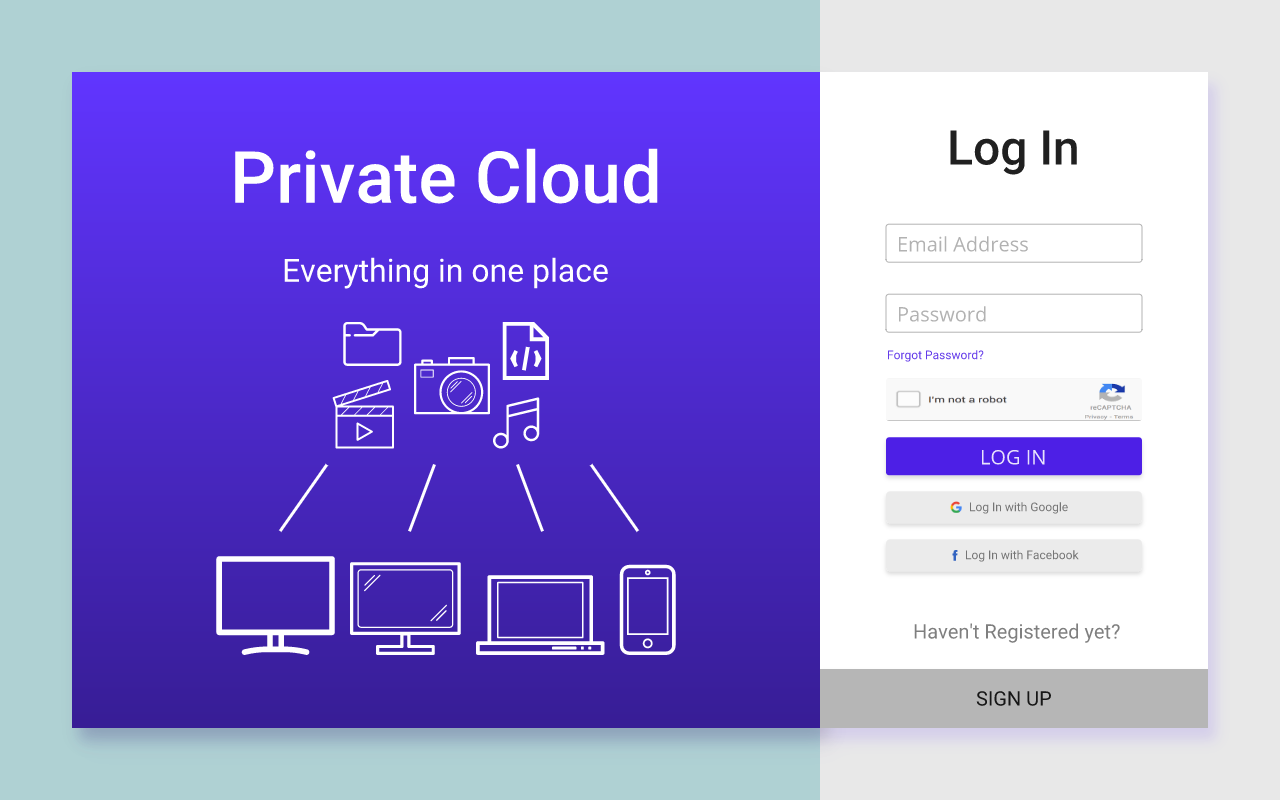 Private Cloud
Everything in one place
Log In
Email Address
Password
Forgot Password?
I'm not a robot
reCAPTCHA
Privacy - Terms
LOG IN
Log In with Google
Log In with Facebook
Haven't Registered yet?
SIGN UP